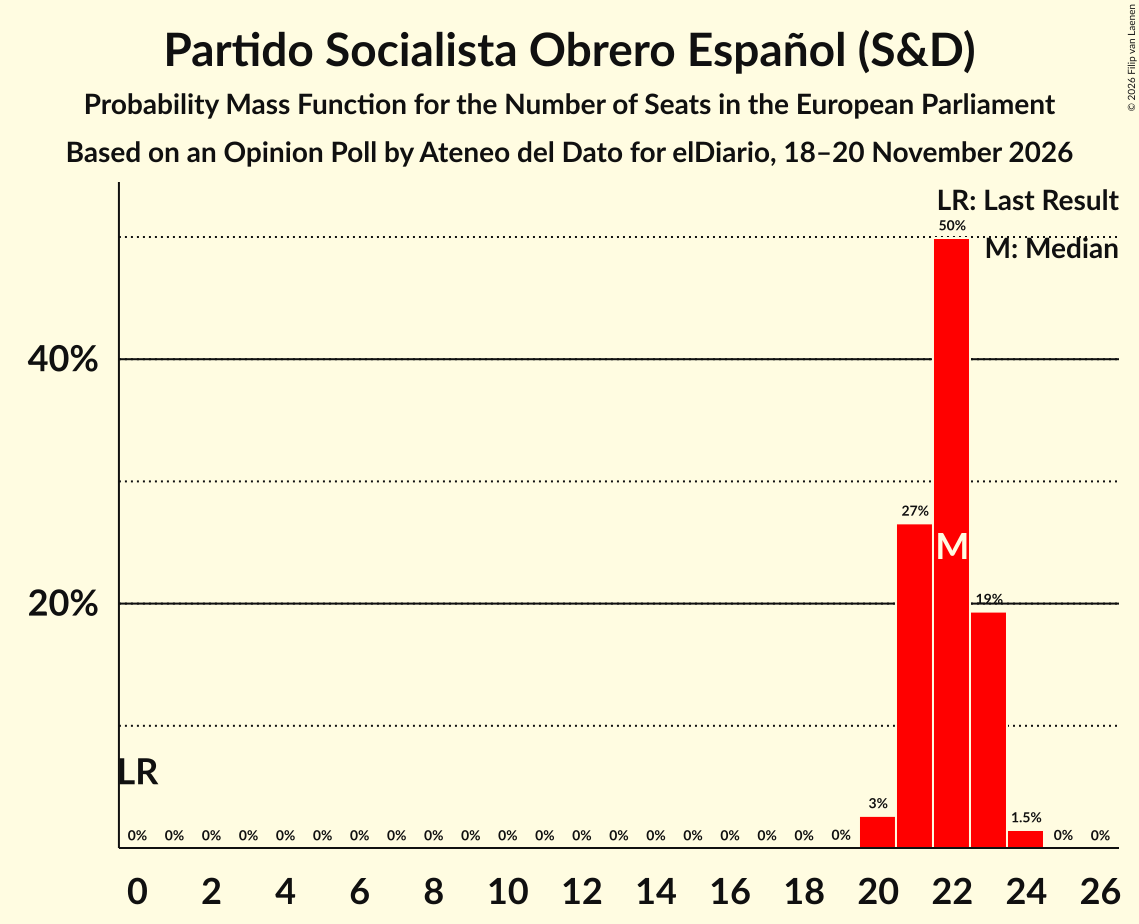 Partido Socialista Obrero Español (S&D)
Probability Mass Function for the Number of Seats in the European Parliament
Based on an Opinion Poll by Ateneo del Dato for elDiario, 18–20 November 2026
© 2026 Filip van Laenen
LR: Last Result
M: Median
50%
40%
27%
M
20%
19%
LR
3%
1.5%
0% 0% 0% 0% 0% 0% 0% 0% 0% 0% 0% 0% 0% 0% 0% 0% 0% 0% 0% 0% 0% 0%
0 2 4 6 8 10 12 14 16 18 20 22 24 26